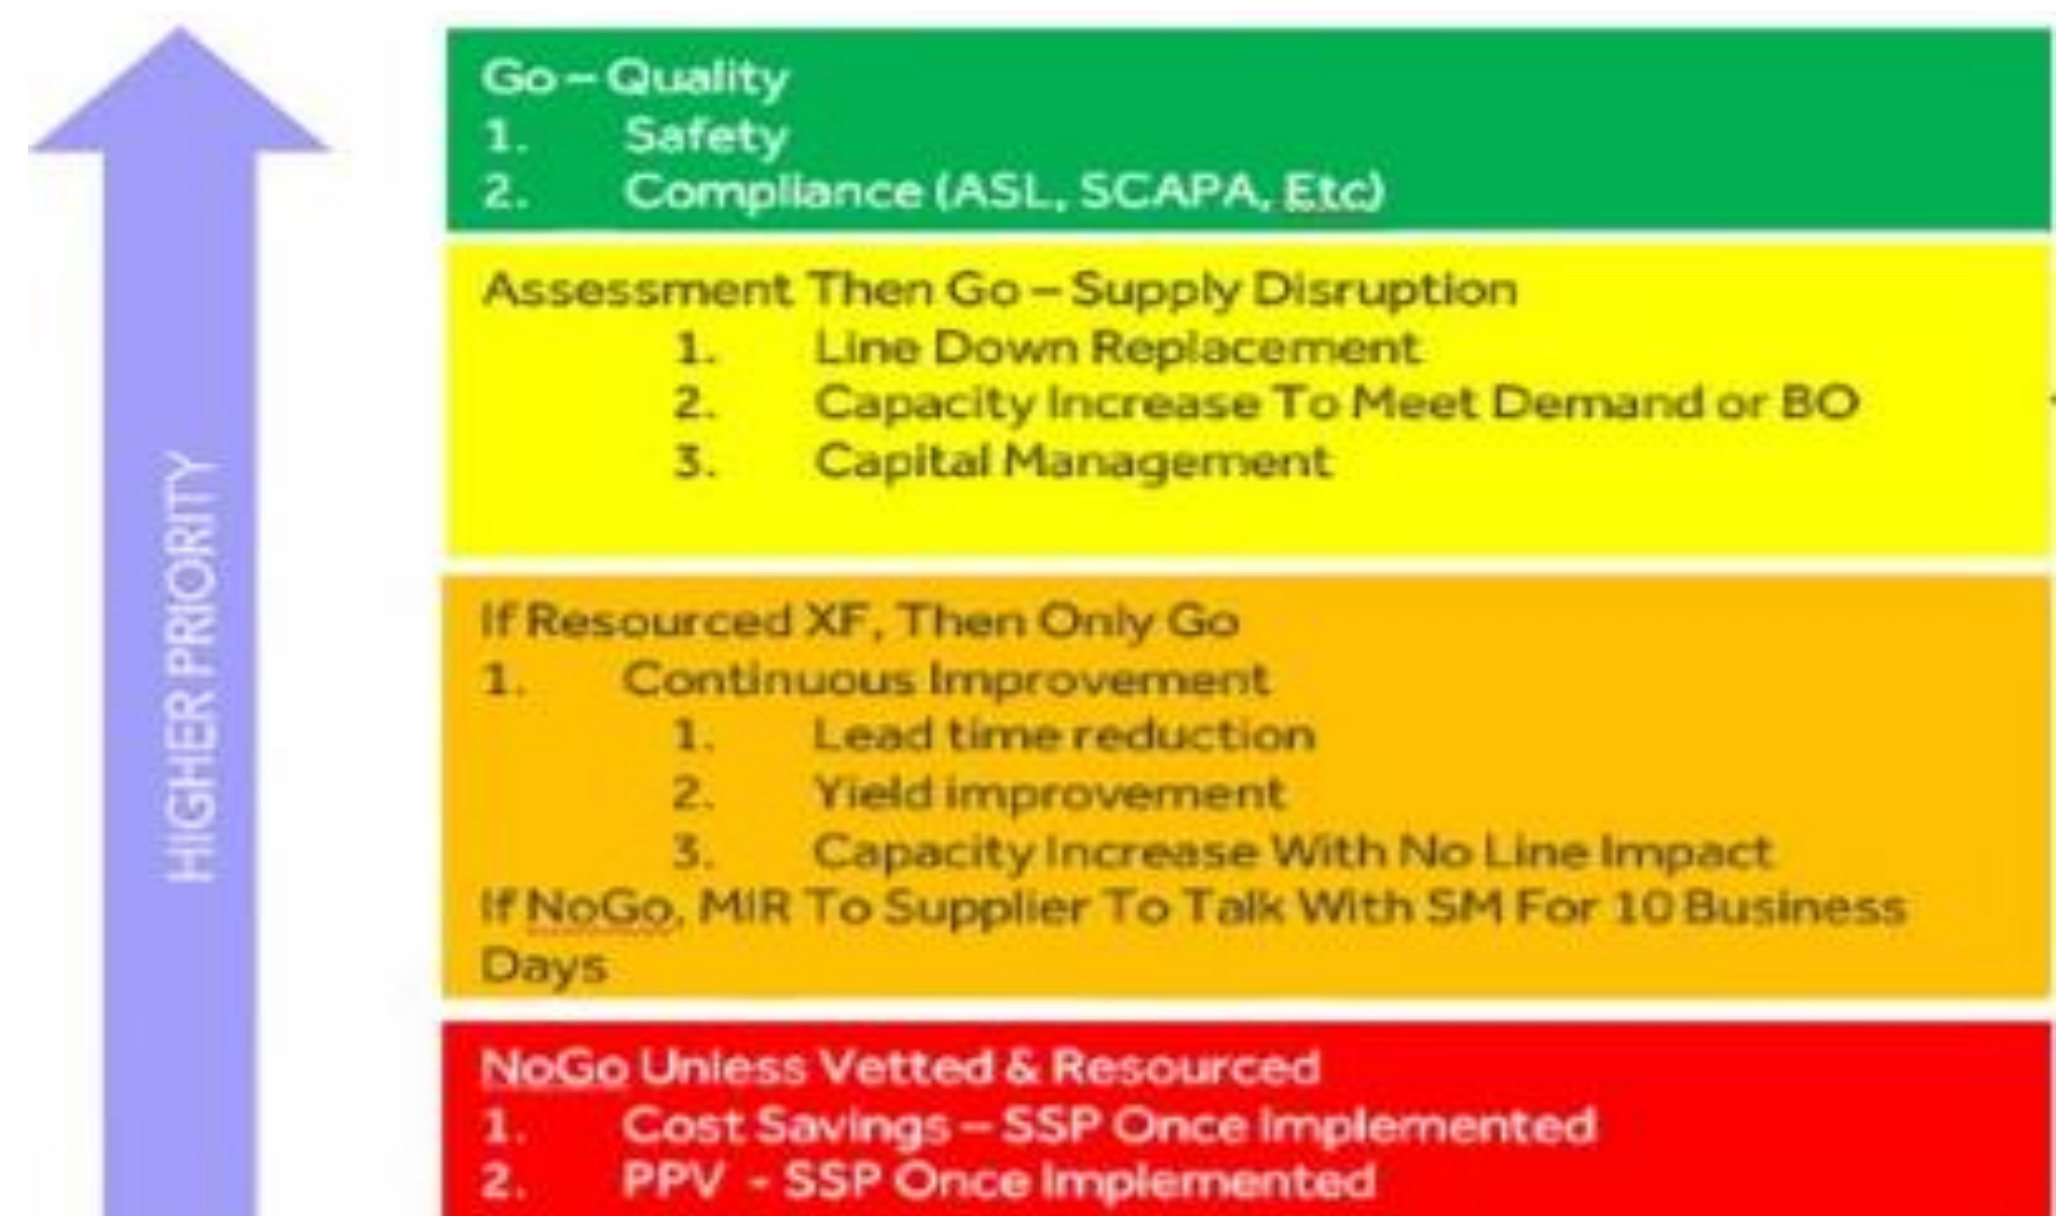 HIGHER PRIORITY
Go – Quality
1. Safety
2. Compliance (ASL, SCAPA, Etc)
Assessment Then Go – Supply Disruption
1. Line Down Replacement
2. Capacity Increase To Meet Demand or BO
3. Capital Management
If Resourced XF, Then Only Go
1. Continuous Improvement
1. Lead time reduction
2. Yield improvement
3. Capacity Increase With No Line Impact
If NoGo, MIR To Supplier To Talk With SM For 10 Business
Days
NoGo Unless Vetted & Resourced
1. Cost Savings – SSP Once Implemented
2. PPV - SSP Once Implemented